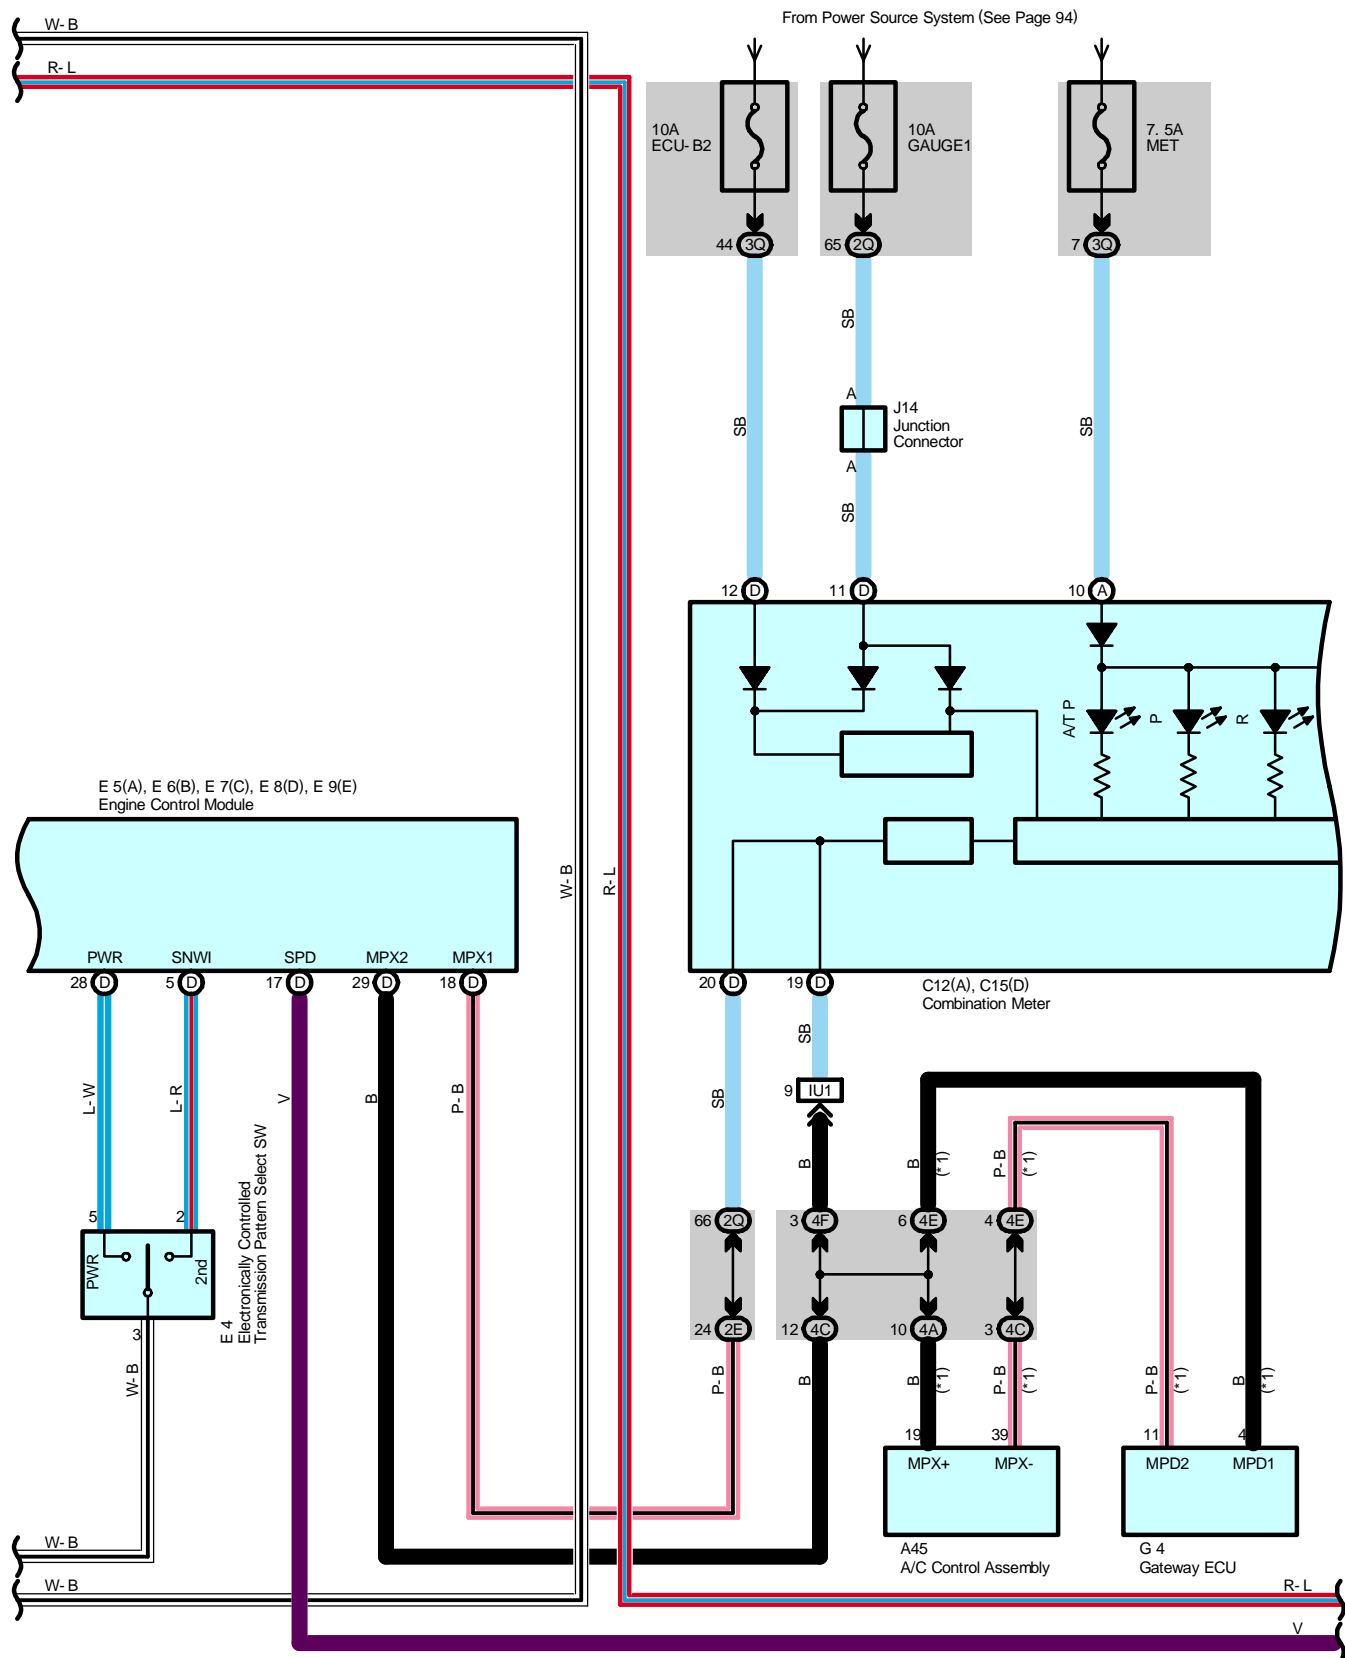 W-B
From Power Source System (See Page 94)
R-L
10A
ECU-B2
10A
GAUGE1
7. 5A
MET
44 3Q
65 2Q
7 3Q
SB
A
J14
Junction
Connector
SB
SB
A
SB
12 D
11 D
10 A
A/T P
P
R
E 5(A), E 6(B), E 7(C), E 8(D), E 9(E)
Engine Control Module
W-B
R-L
PWR
SNWI
SPD
MPX2
MPX1
28 D
5 D
17 D
29 D
18 D
20 D
19 D
C12(A), C15(D)
Combination Meter
SB
L-W
L-R
V
B
P-B
SB
9 IU1
B
B
(*1)
P-B
(*1)
5
2
PWR
2nd
E 4
Electronically Controlled
Transmission Pattern Select SW
3
66 2Q
3 4F
6 4E
4 4E
24 2E
12 4C
10 4A
3 4C
W-B
P-B
B
B
(*1)
P-B
(*1)
P-B
(*1)
B
(*1)
19
39
11
4
MPX+
MPX-
MPD2
MPD1
W-B
A45
A/C Control Assembly
G 4
Gateway ECU
W-B
R-L
V